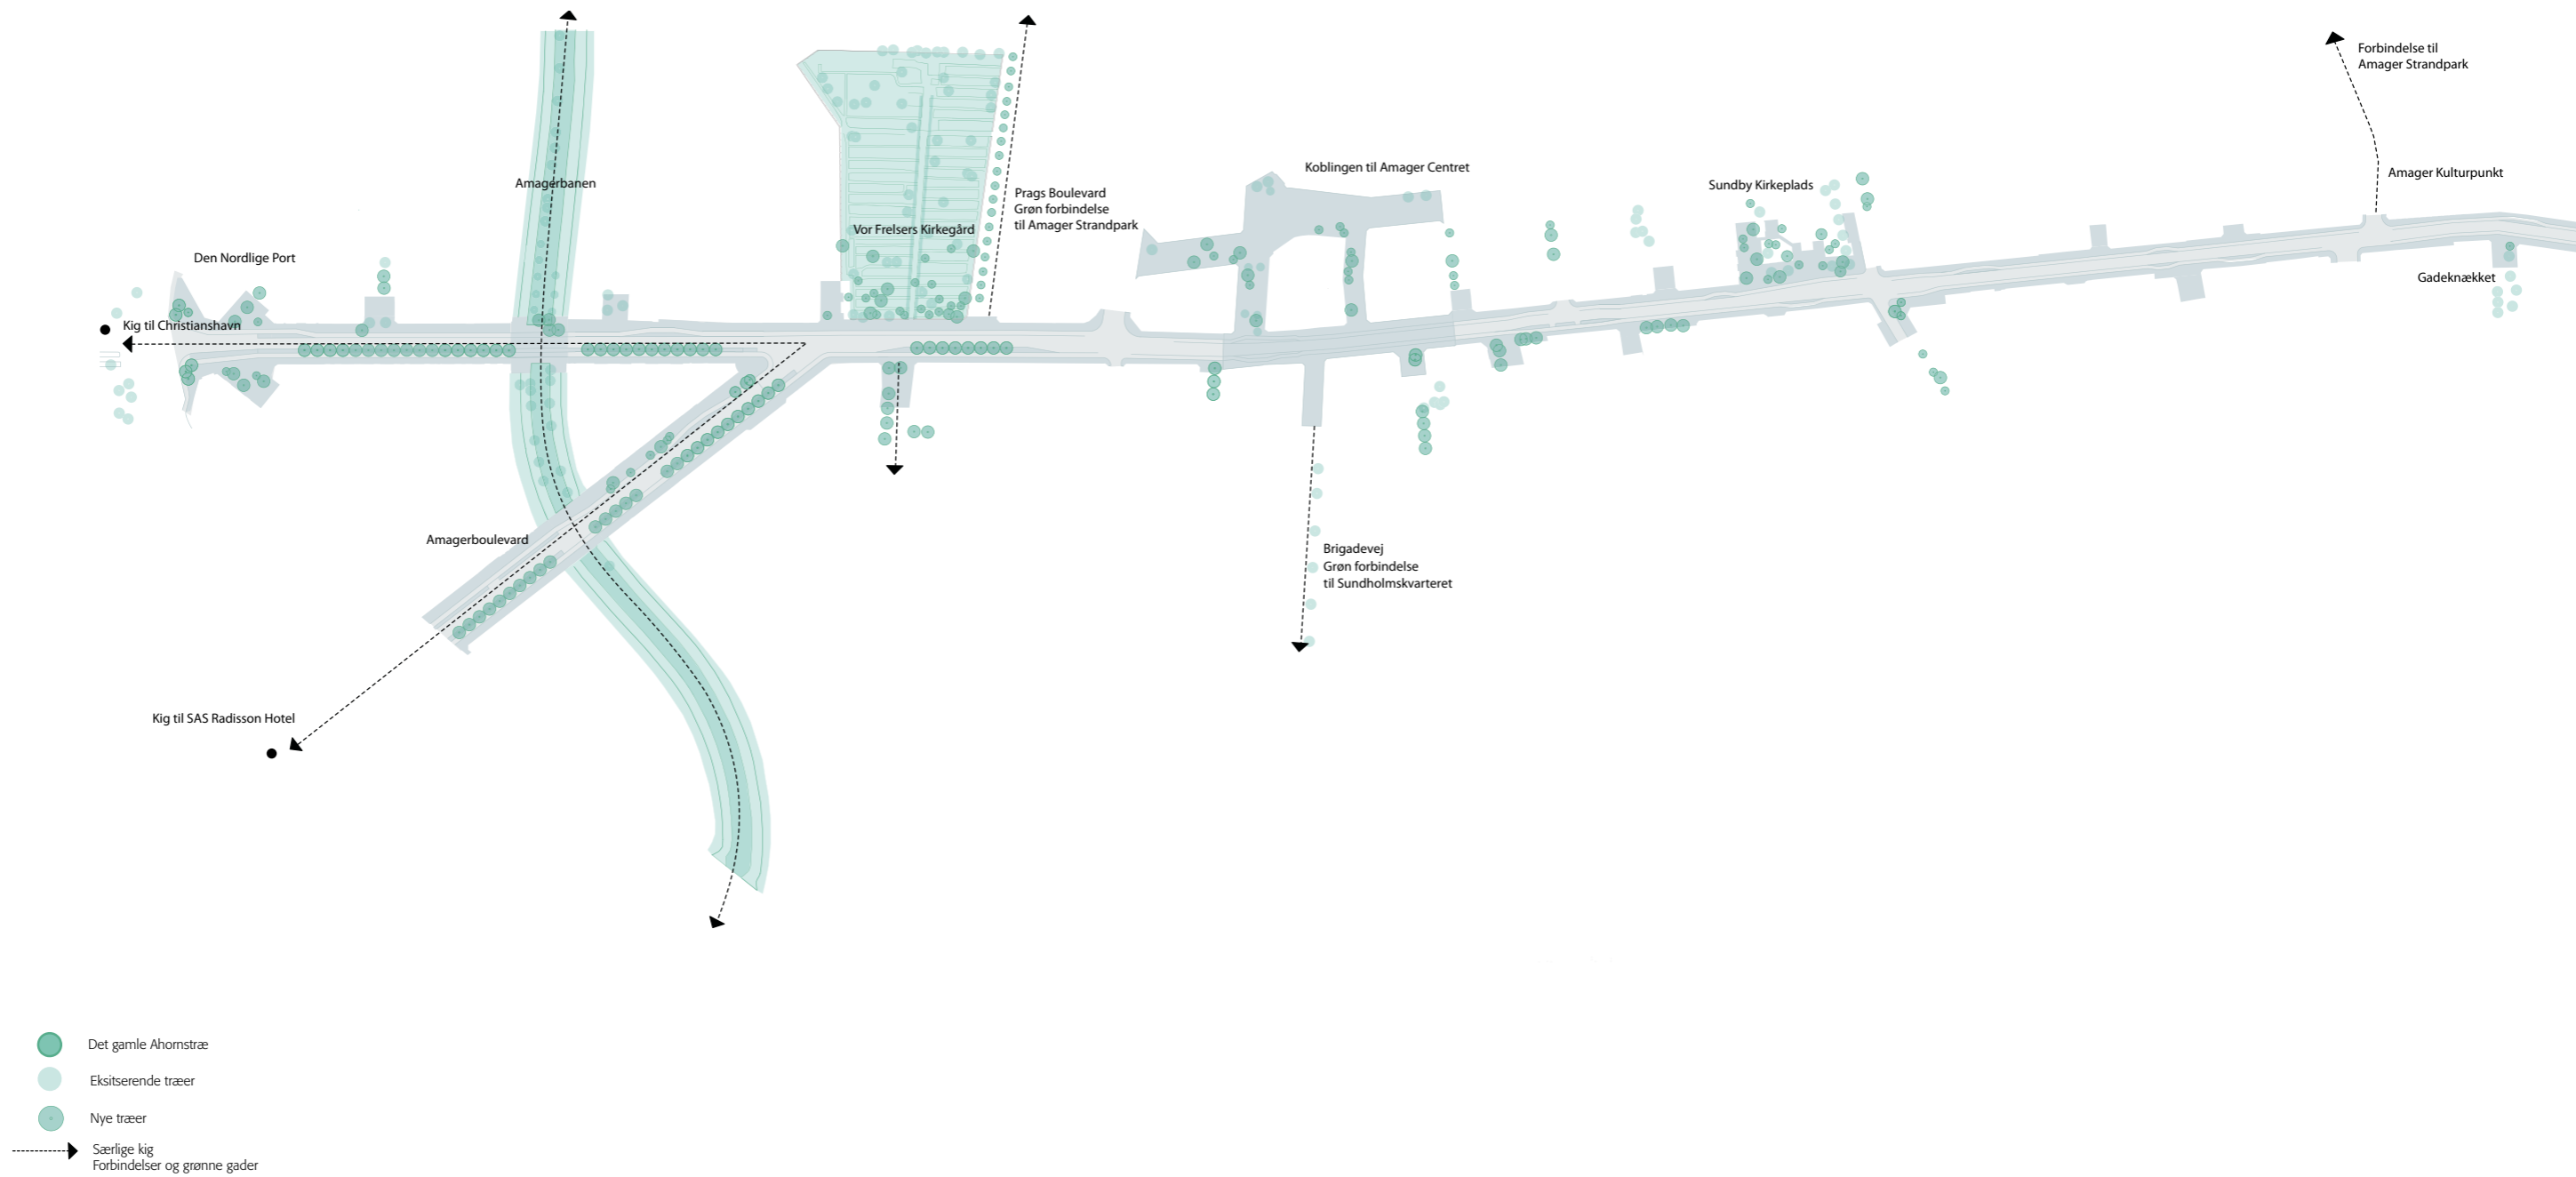 Forbindelse til
Amager Strandpark
Koblingen til Amager Centret
Amager Kulturpunkt
Amagerbanen
Sundby Kirkeplads
Prags Boulevard
Grøn forbindelse
til Amager Strandpark
Vor Frelsers Kirkegård
Den Nordlige Port
Gadeknækket
Kig til Christianshavn
Amagerboulevard
Brigadevej
Grøn forbindelse
til Sundholmskvarteret
Kig til SAS Radisson Hotel
Det gamle Ahornstræ
Eksitserende træer
Nye træer
Særlige kig
Forbindelser og grønne gader